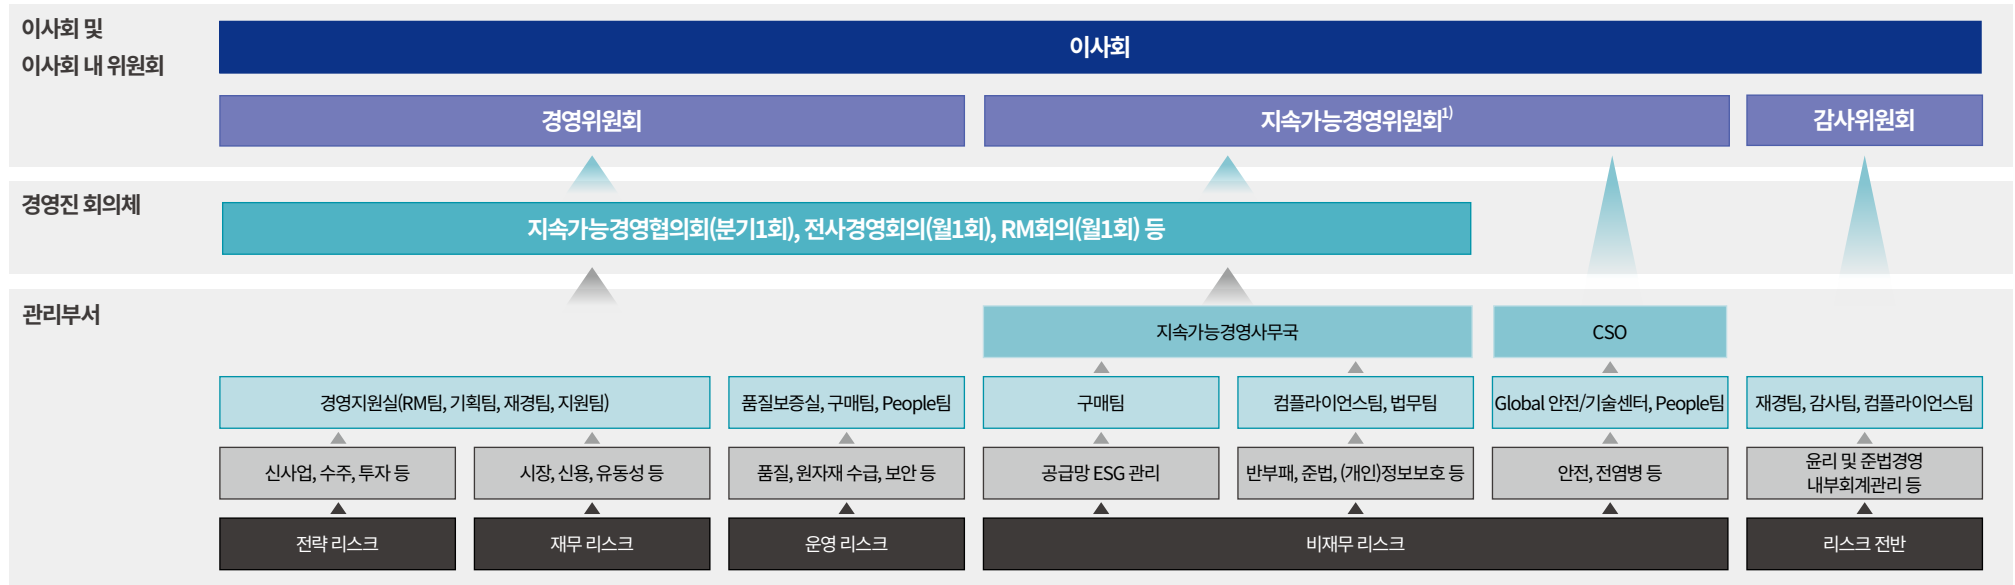 이사회 및
이사회 내 위원회
이사회
경영위원회
지속가능경영위원회1)
감사위원회
경영진 회의체
지속가능경영협의회(분기1회), 전사경영회의(월1회), RM회의(월1회) 등
관리부서
지속가능경영사무국
CSO
경영지원실(RM팀, 기획팀, 재경팀, 지원팀)
품질보증실, 구매팀, People팀
구매팀
컴플라이언스팀, 법무팀
Global 안전/기술센터, People팀
재경팀, 감사팀, 컴플라이언스팀
신사업, 수주, 투자 등
시장, 신용, 유동성 등
품질, 원자재 수급, 보안 등
공급망 ESG 관리
반부패, 준법, (개인)정보보호 등
안전, 전염병 등
윤리 및 준법경영
내부회계관리 등
전략 리스크
재무 리스크
운영 리스크
비재무 리스크
리스크 전반